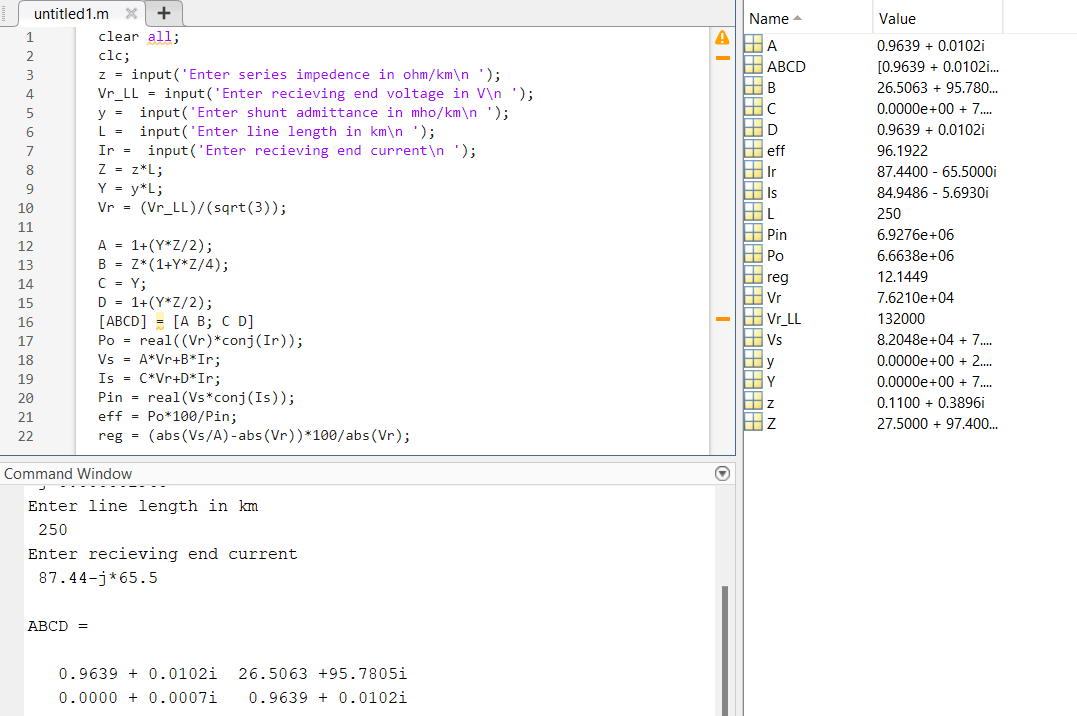 untitled1.m
1 clear all;
2 clc;
3 z = input('Enter series impedence in ohm/km\n ');
4 Vr_LL = input('Enter recieving end voltage in V\n ');
5 y =  input('Enter shunt admittance in mho/km\n ');
6 L =  input('Enter line length in km\n ');
7 Ir =  input('Enter recieving end current\n ');
8 Z = z*L;
9 Y = y*L;
10 Vr = (Vr_LL)/(sqrt(3));
11
12 A = 1+(Y*Z/2);
13 B = Z*(1+Y*Z/4);
14 C = Y;
15 D = 1+(Y*Z/2);
16 [ABCD] = [A B; C D]
17 Po = real((Vr)*conj(Ir));
18 Vs = A*Vr+B*Ir;
19 Is = C*Vr+D*Ir;
20 Pin = real(Vs*conj(Is));
21 eff = Po*100/Pin;
22 reg = (abs(Vs/A)-abs(Vr))*100/abs(Vr);
Command Window
Enter line length in km
250
Enter recieving end current
87.44-j*65.5
ABCD =
0.9639 + 0.0102i  26.5063 +95.7805i
0.0000 + 0.0007i   0.9639 + 0.0102i
Name Value
A 0.9639 + 0.0102i
ABCD [0.9639 + 0.0102i...
B 26.5063 + 95.780...
C 0.0000e+00 + 7....
D 0.9639 + 0.0102i
eff 96.1922
Ir 87.4400 - 65.5000i
Is 84.9486 - 5.6930i
L 250
Pin 6.9276e+06
Po 6.6638e+06
reg 12.1449
Vr 7.6210e+04
Vr_LL 132000
Vs 8.2048e+04 + 7....
y 0.0000e+00 + 2....
Y 0.0000e+00 + 7....
z 0.1100 + 0.3896i
Z 27.5000 + 97.400...